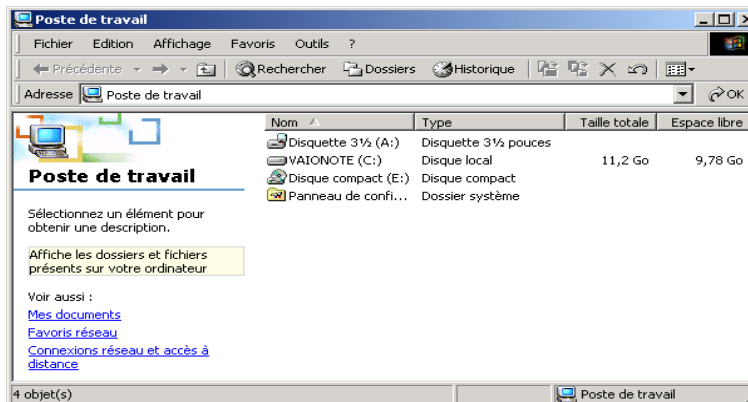 Poste de travail
Fichier Edition Affichage Favoris Outils ?
Précédente Rechercher Dossiers Historique
Adresse Poste de travail OK
Nom Type Taille totale Espace libre
Disquette 3½ (A:) Disquette 3½ pouces
VAIONOTE (C:) Disque local 11,2 Go 9,78 Go
Disque compact (E:) Disque compact
Panneau de confi... Dossier système
Poste de travail
Sélectionnez un élément pour
obtenir une description.
Affiche les dossiers et fichiers
présents sur votre ordinateur
Voir aussi :
Mes documents
Favoris réseau
Connexions réseau et accès à
distance
4 objet(s) Poste de travail